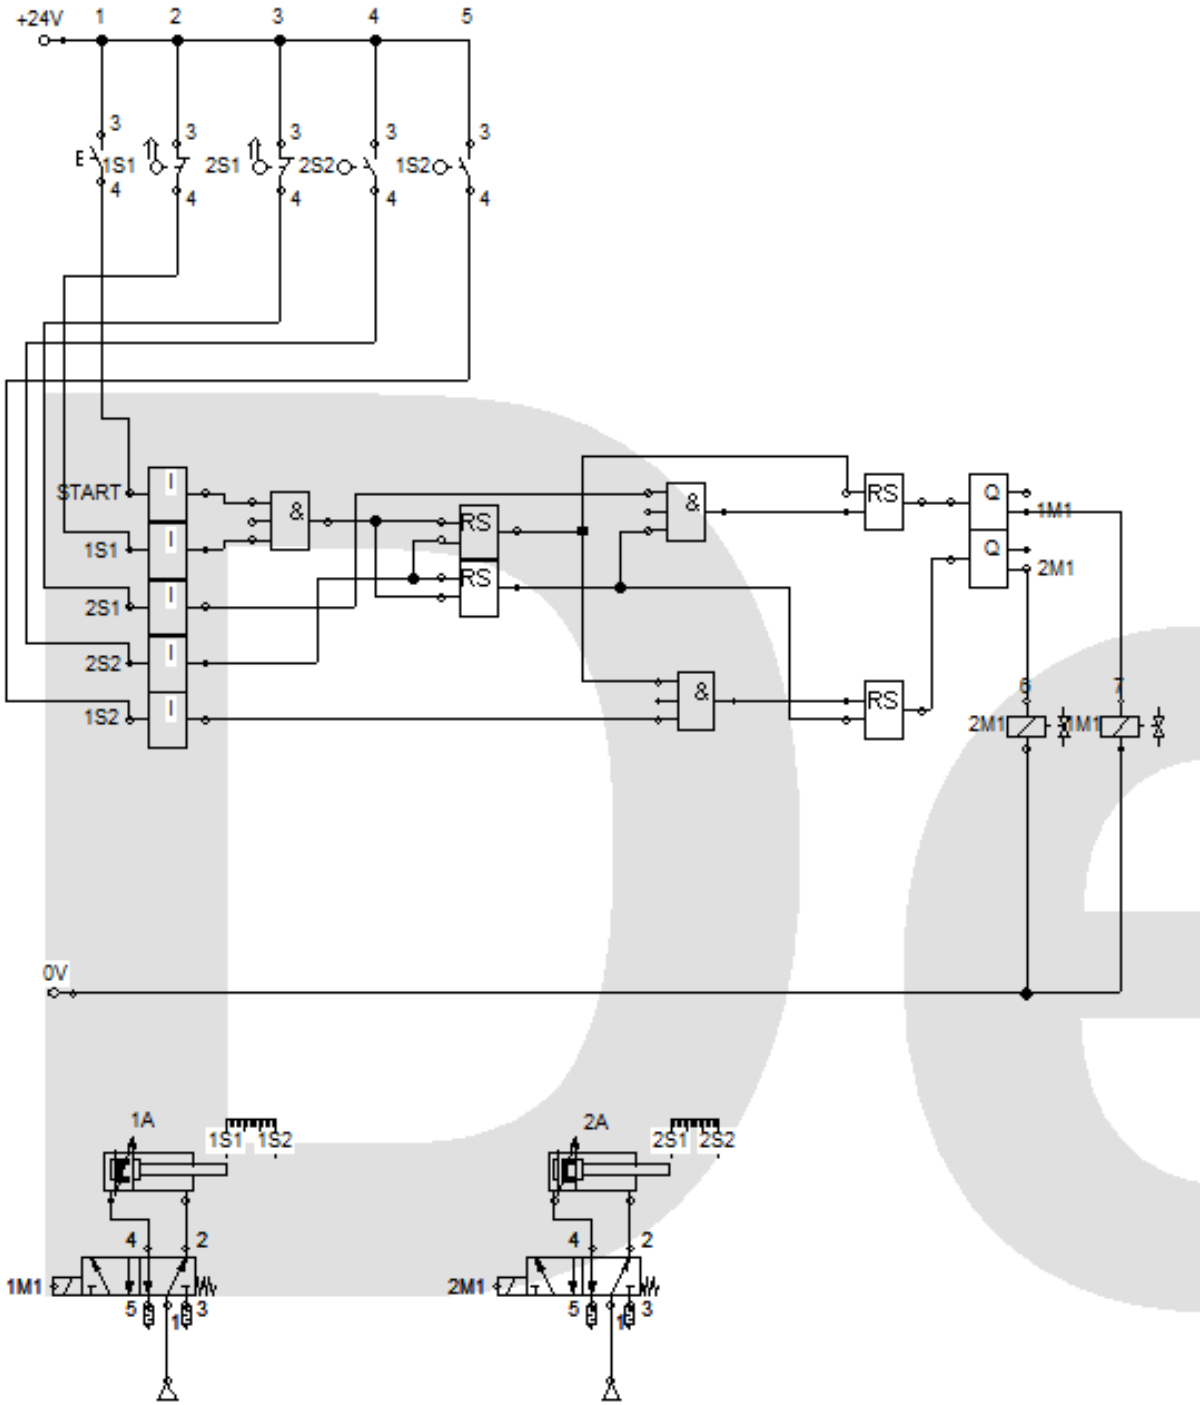 +24V 1 2 3 4 5
3 3 3 3 3
E 1S1 2S1 2S2 1S2
4 4 4 4 4
START I & RS & RS Q 1M1
1S1 I RS Q 2M1
2S1 I
2S2 I
1S2 I & RS
6 7
2M1 1M1
0V
1A 2A
1S1 1S2 2S1 2S2
4 2 4 2
1M1 2M1
5 1 3 5 1 3
De